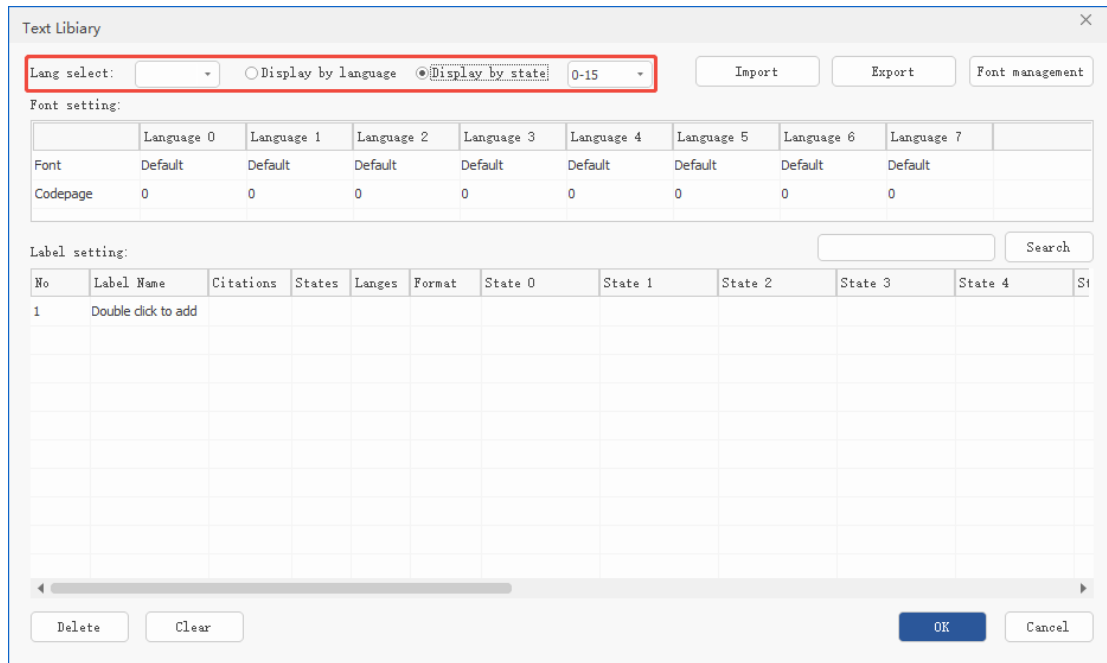 Text Libiary
Lang select: Display by language Display by state 0-15 Import Export Font management
Font setting:
Language 0 Language 1 Language 2 Language 3 Language 4 Language 5 Language 6 Language 7
Font Default Default Default Default Default Default Default Default
Codepage 0 0 0 0 0 0 0 0
Label setting: Search
No Label Name Citations States Langes Format State 0 State 1 State 2 State 3 State 4 St
1 Double click to add
Delete Clear OK Cancel